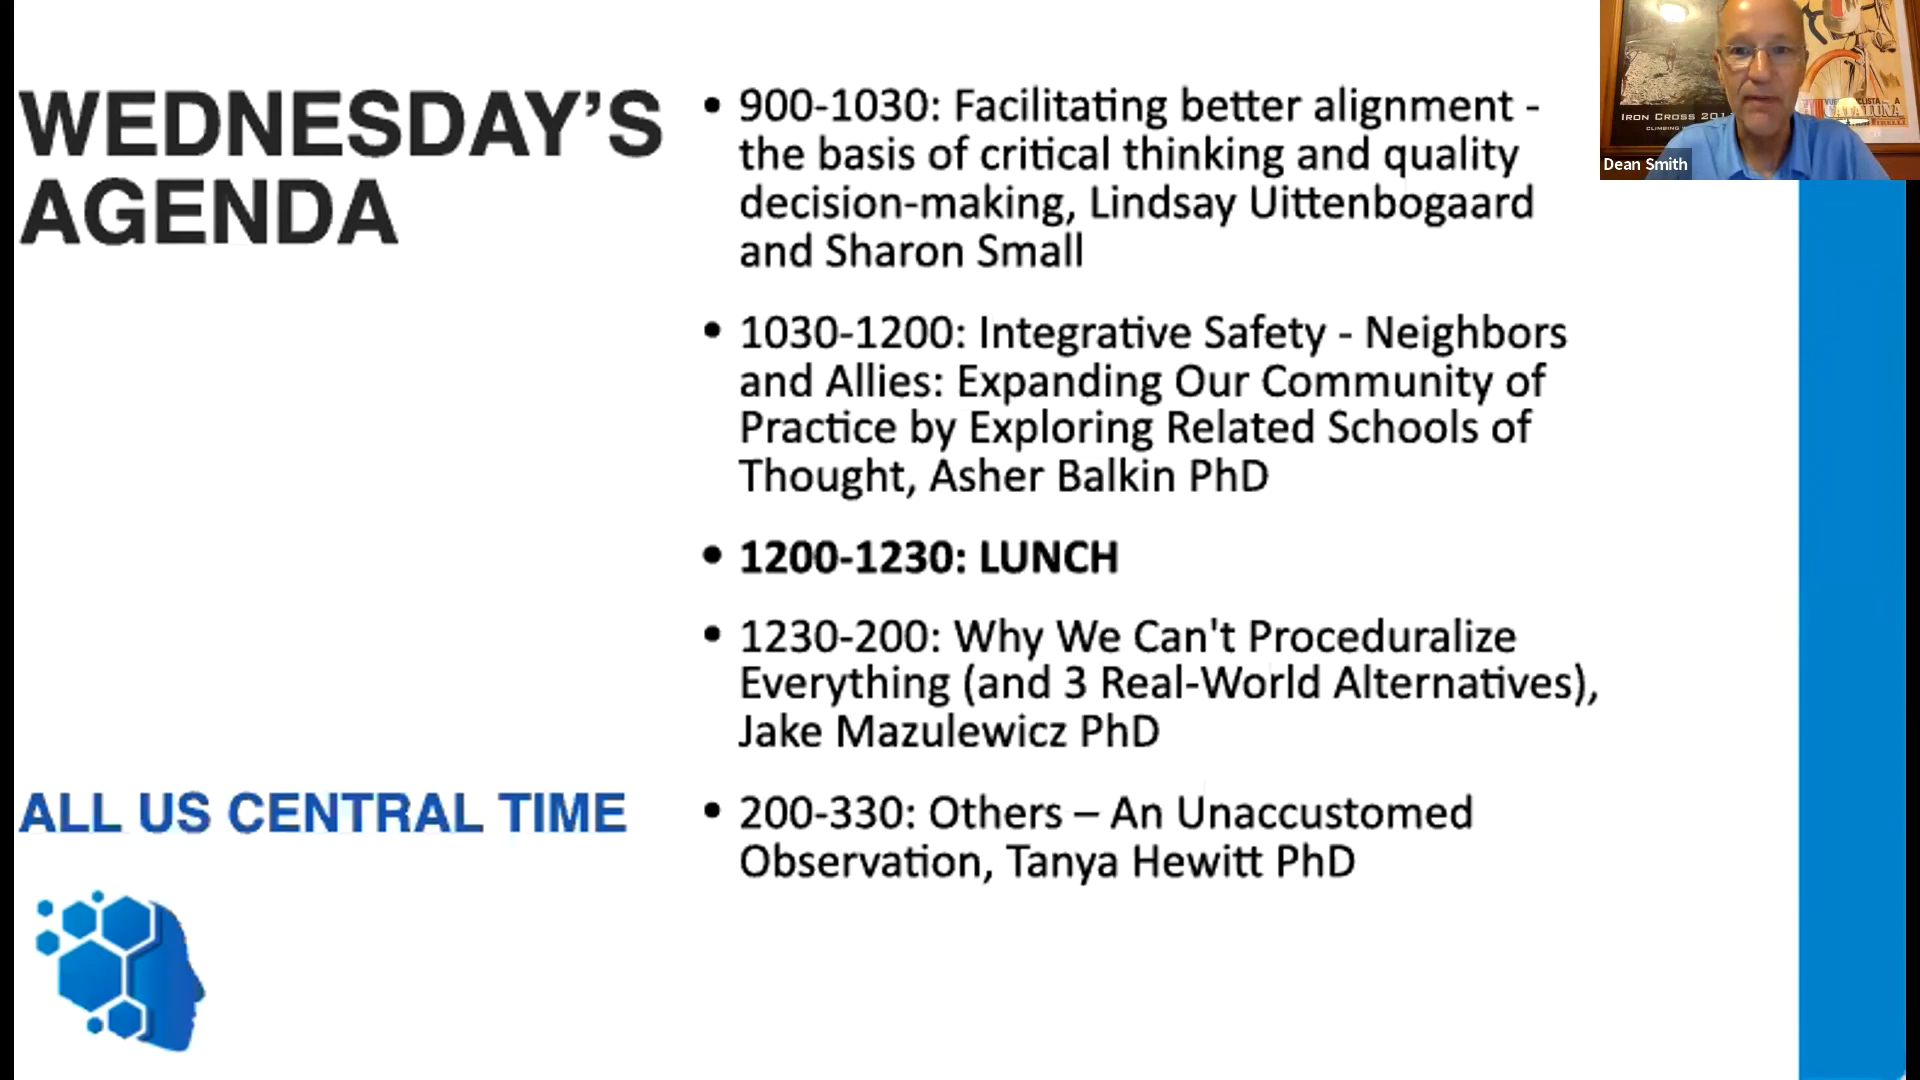 WEDNESDAY’S
AGENDA
• 900-1030: Facilitating better alignment -
the basis of critical thinking and quality
decision-making, Lindsay Uittenbogaard
and Sharon Small
• 1030-1200: Integrative Safety - Neighbors
and Allies: Expanding Our Community of
Practice by Exploring Related Schools of
Thought, Asher Balkin PhD
• 1200-1230: LUNCH
• 1230-200: Why We Can't Proceduralize
Everything (and 3 Real-World Alternatives),
Jake Mazulewicz PhD
• 200-330: Others – An Unaccustomed
Observation, Tanya Hewitt PhD
ALL US CENTRAL TIME
IRON CROSS
CLIMBING
Dean Smith